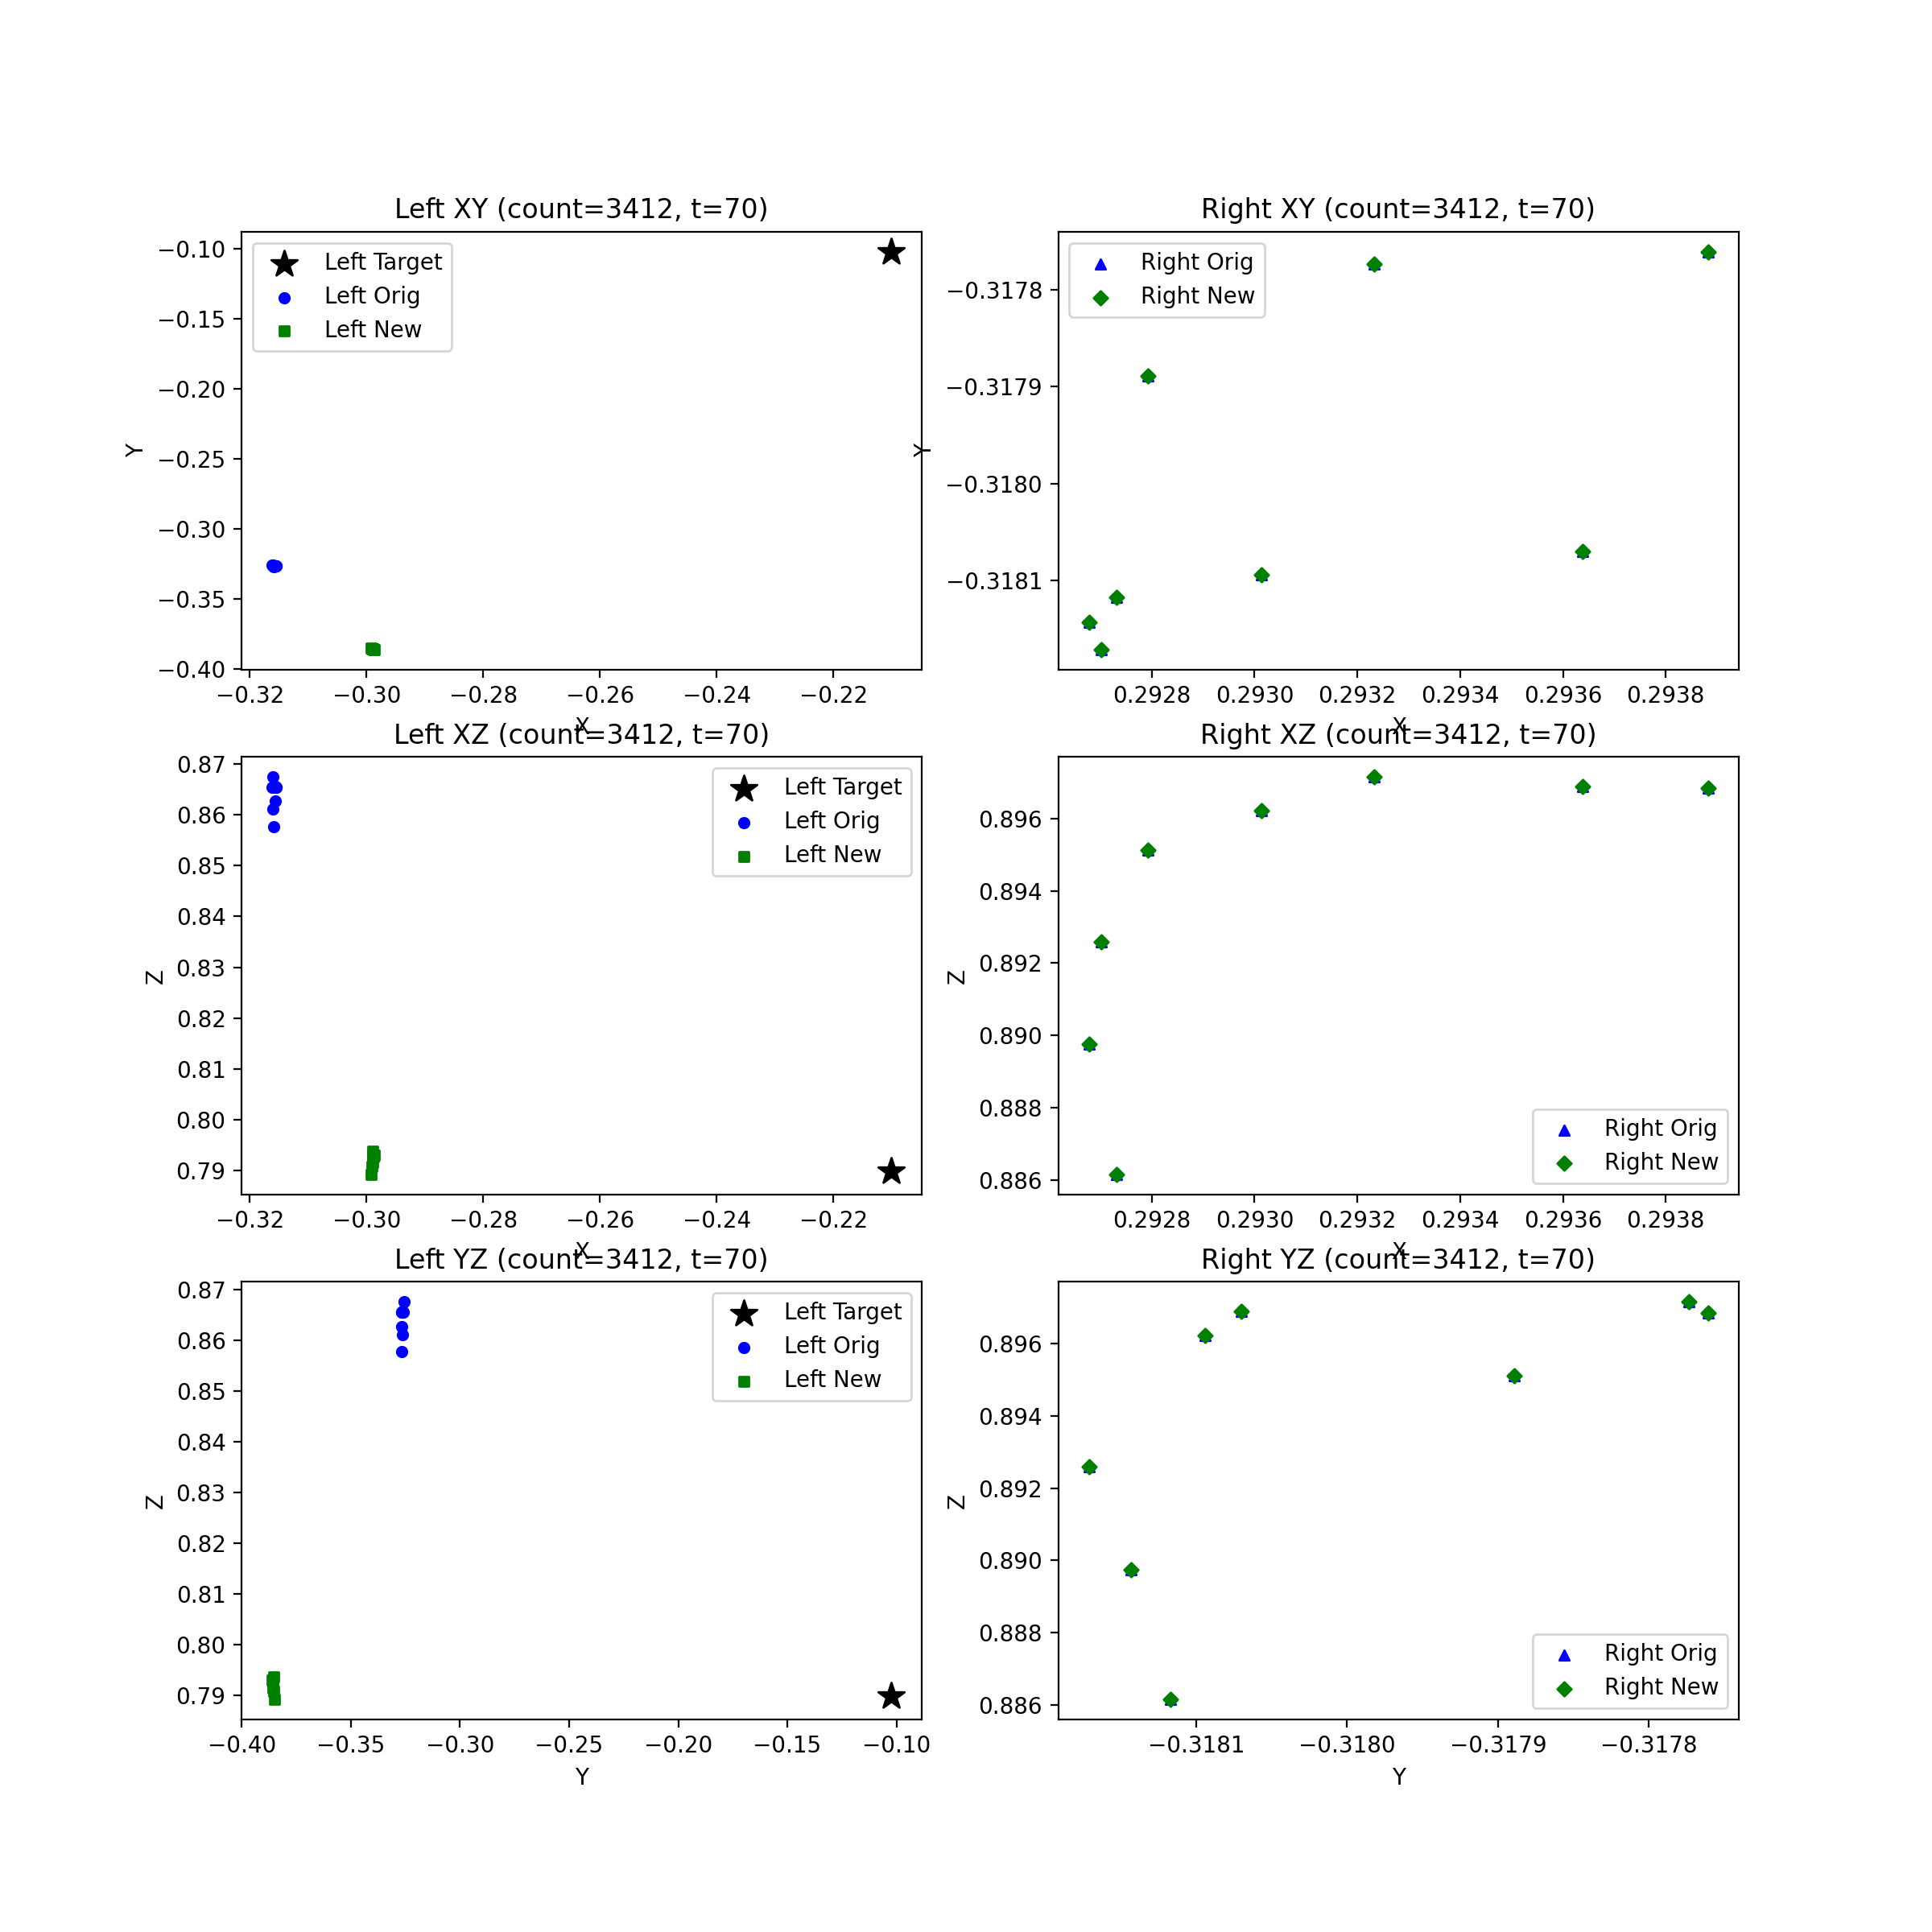 Left XY (count=3412, t=70)
Left Target
Left Orig
Left New
−0.10
−0.15
−0.20
−0.25
−0.30
−0.35
−0.40
Y
−0.32
−0.30
−0.28
−0.26
−0.24
−0.22
X
Right XY (count=3412, t=70)
Right Orig
Right New
−0.3178
−0.3179
−0.3180
−0.3181
Y
0.2928
0.2930
0.2932
0.2934
0.2936
0.2938
X
Left XZ (count=3412, t=70)
Left Target
Left Orig
Left New
0.87
0.86
0.85
0.84
0.83
0.82
0.81
0.80
0.79
Z
−0.32
−0.30
−0.28
−0.26
−0.24
−0.22
X
Right XZ (count=3412, t=70)
Right Orig
Right New
0.896
0.894
0.892
0.890
0.888
0.886
Z
0.2928
0.2930
0.2932
0.2934
0.2936
0.2938
X
Left YZ (count=3412, t=70)
Left Target
Left Orig
Left New
0.87
0.86
0.85
0.84
0.83
0.82
0.81
0.80
0.79
Z
−0.40
−0.35
−0.30
−0.25
−0.20
−0.15
−0.10
Y
Right YZ (count=3412, t=70)
Right Orig
Right New
0.896
0.894
0.892
0.890
0.888
0.886
Z
−0.3181
−0.3180
−0.3179
−0.3178
Y